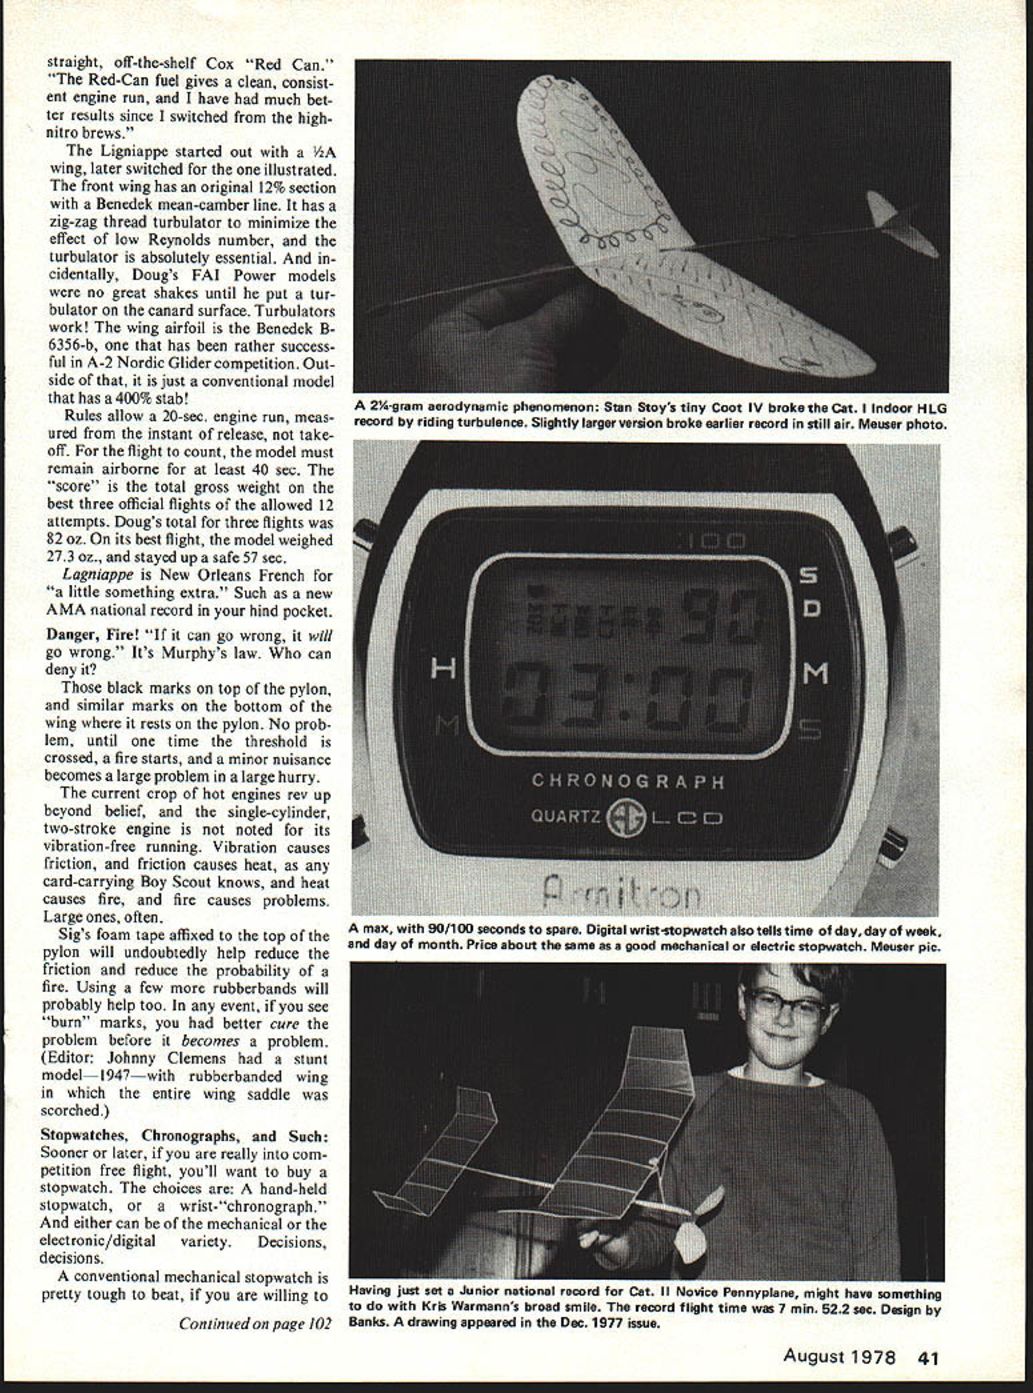 straight, off-the-shelf Cox "Red Can."
"The Red-Can fuel gives a clean, consist-
ent engine run, and I have had much bet-
ter results since I switched from the high-
nitro brews."
The Ligniappe started out with a ½A
wing, later switched for the one illustrated.
The front wing has an original 12% section
with a Benedek mean-camber line. It has a
zig-zag thread turbulator to minimize the
effect of low Reynolds number, and the
turbulator is absolutely essential. And in-
cidentally, Doug's FAI Power models
were no great shakes until he put a tur-
bulator on the canard surface. Turbulators
work! The wing airfoil is the Benedek B-
6356-b, one that has been rather success-
ful in A-2 Nordic Glider competition. Out-
side of that, it is just a conventional model
that has a 400% stab!
Rules allow a 20-sec. engine run, meas-
ured from the instant of release, not take-
off. For the flight to count, the model must
remain airborne for at least 40 sec. The
"score" is the total gross weight on the
best three official flights of the allowed 12
attempts. Doug's total for three flights was
82 oz. On its best flight, the model weighed
27.3 oz., and stayed up a safe 57 sec.
Lagniappe is New Orleans French for
"a little something extra." Such as a new
AMA national record in your hind pocket.
Danger, Fire! "If it can go wrong, it will
go wrong." It's Murphy's law. Who can
deny it?
Those black marks on top of the pylon,
and similar marks on the bottom of the
wing where it rests on the pylon. No prob-
lem, until one time the threshold is
crossed, a fire starts, and a minor nuisance
becomes a large problem in a large hurry.
The current crop of hot engines rev up
beyond belief, and the single-cylinder,
two-stroke engine is not noted for its
vibration-free running. Vibration causes
friction, and friction causes heat, as any
card-carrying Boy Scout knows, and heat
causes fire, and fire causes problems.
Large ones, often.
Sig's foam tape affixed to the top of the
pylon will undoubtedly help reduce the
friction and reduce the probability of a
fire. Using a few more rubberbands will
probably help too. In any event, if you see
"burn" marks, you had better cure the
problem before it becomes a problem.
(Editor: Johnny Clemens had a stunt
model—1947—with rubberbanded wing
in which the entire wing saddle was
scorched.)
Stopwatches, Chronographs, and Such:
Sooner or later, if you are really into com-
petition free flight, you'll want to buy a
stopwatch. The choices are: A hand-held
stopwatch, or a wrist-"chronograph."
And either can be of the mechanical or the
electronic/digital variety. Decisions,
decisions.
A conventional mechanical stopwatch is
pretty tough to beat, if you are willing to
Continued on page 102
A 2¼-gram aerodynamic phenomenon: Stan Stoy's tiny Coot IV broke the Cat. I Indoor HLG
record by riding turbulence. Slightly larger version broke earlier record in still air. Meuser photo.
:100
S
D
90
H
03:00
M
M
S
CHRONOGRAPH
QUARTZ LCD
Armitron
A max, with 90/100 seconds to spare. Digital wrist-stopwatch also tells time of day, day of week,
and day of month. Price about the same as a good mechanical or electric stopwatch. Meuser pic.
Having just set a Junior national record for Cat. II Novice Pennyplane, might have something
to do with Kris Warmann's broad smile. The record flight time was 7 min. 52.2 sec. Design by
Banks. A drawing appeared in the Dec. 1977 issue.
August 1978 41